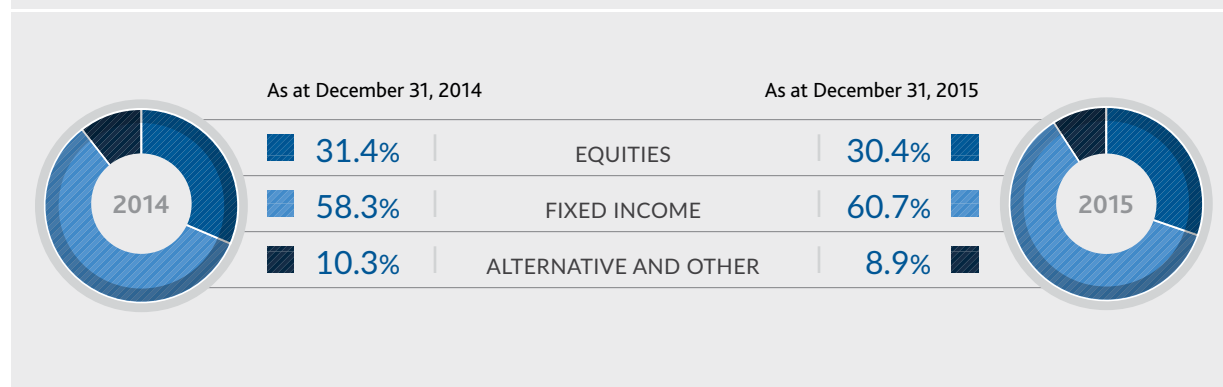 As at December 31, 2014 As at December 31, 2015
31.4% EQUITIES 30.4%
2014 58.3% FIXED INCOME 60.7% 2015
10.3% ALTERNATIVE AND OTHER 8.9%